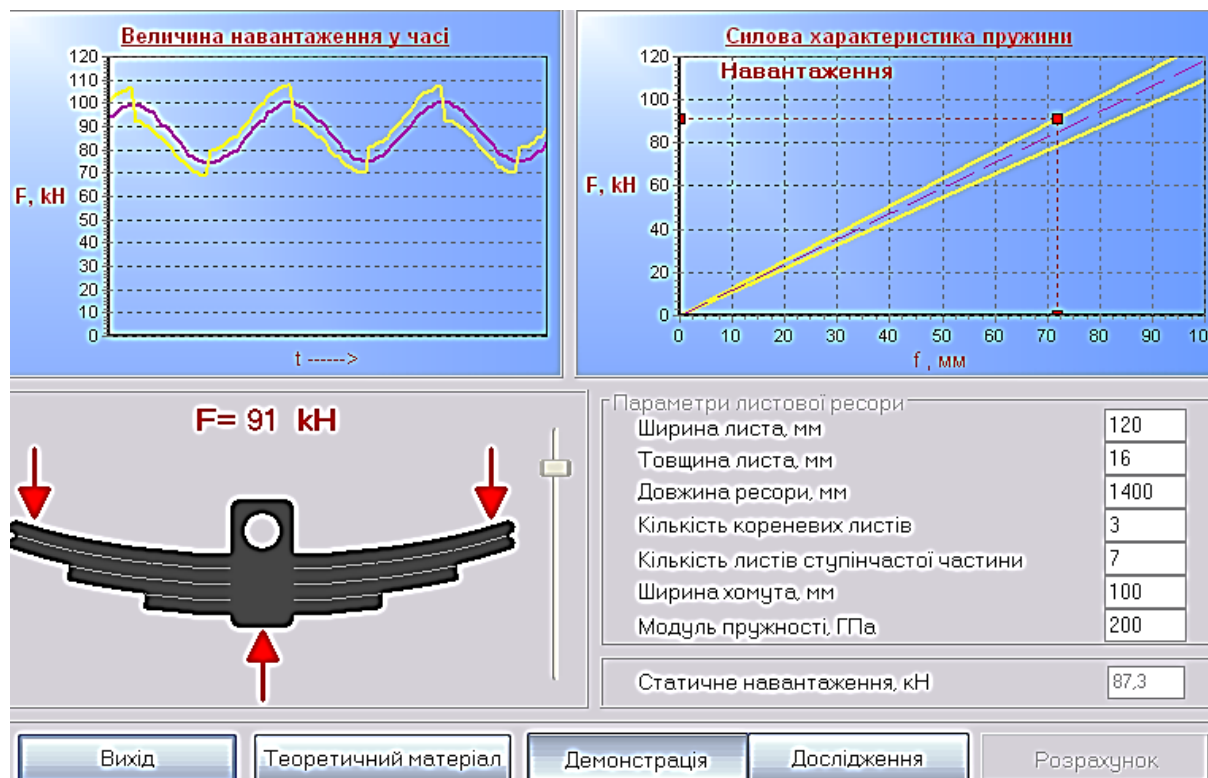 Величина навантаження у часі
120
110
100
90
80
70
60
50
40
30
20
10
0
F, kH
t ------>
Силова характеристика пружини
Навантаження
120
100
80
60
40
20
0
F, kH
0 10 20 30 40 50 60 70 80 90 100
f , мм
F= 91 kH
Параметри листової ресори
Ширина листа, мм 120
Товщина листа, мм 16
Довжина ресори, мм 1400
Кількість кореневих листів 3
Кількість листів ступінчастої частини 7
Ширина хомута, мм 100
Модуль пружності, ГПа 200
Статичне навантаження, кН 87,3
Вихід Теоретичний матеріал Демонстрація Дослідження Розрахунок